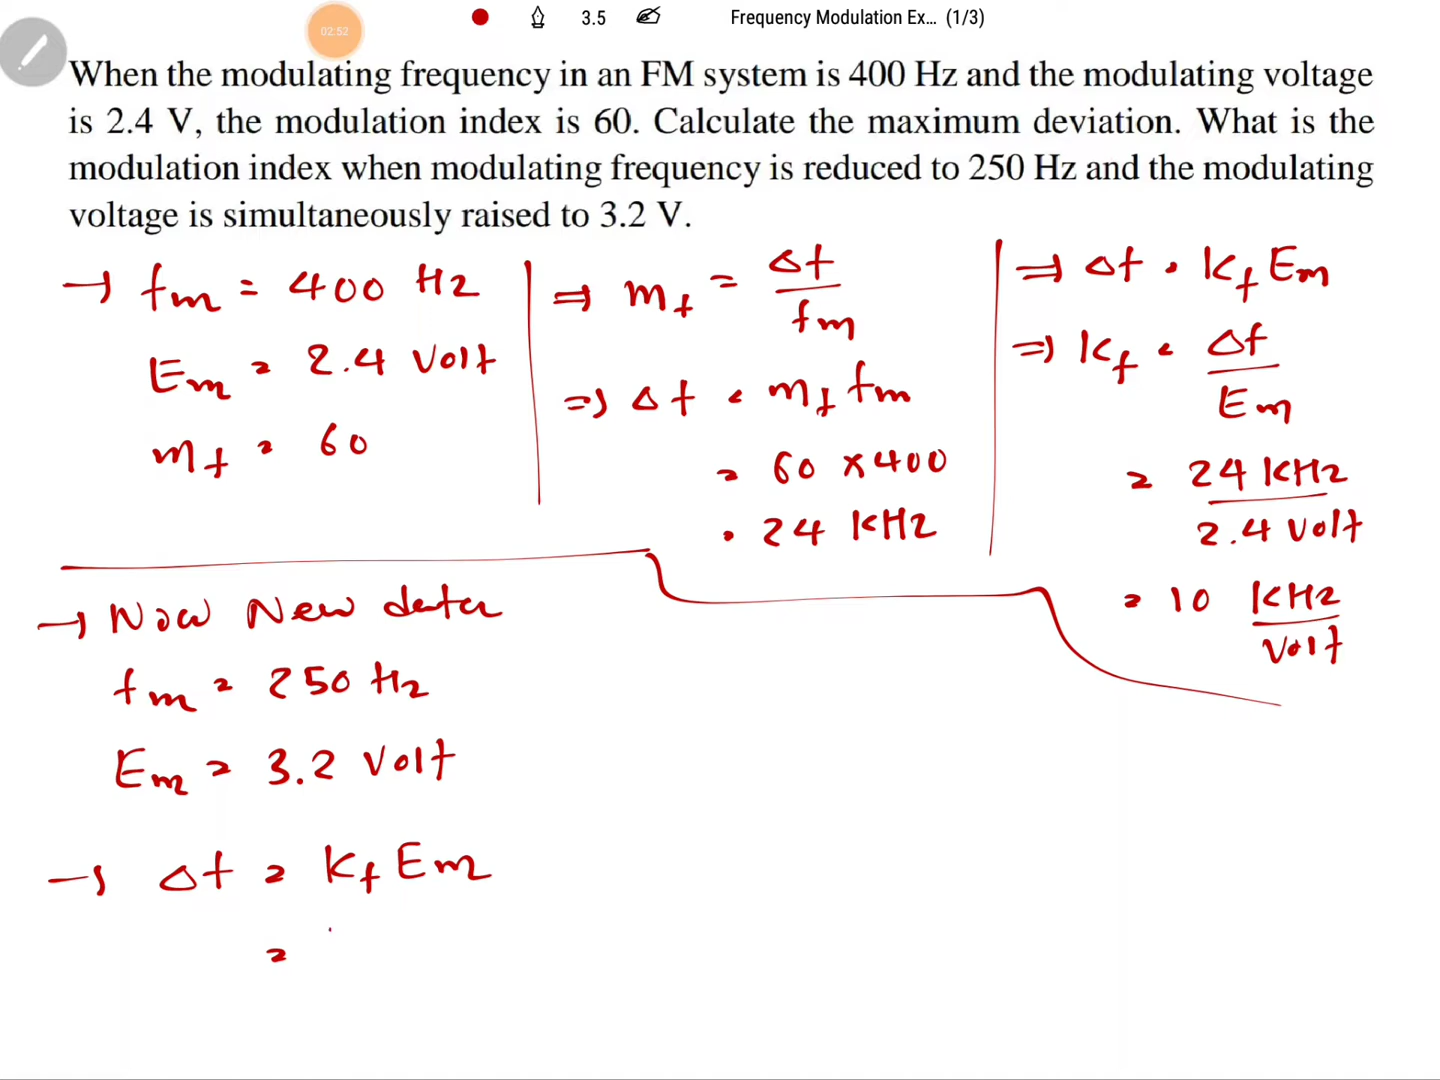 02:52 3.5 Frequency Modulation Ex... (1/3)
When the modulating frequency in an FM system is 400 Hz and the modulating voltage
is 2.4 V, the modulation index is 60. Calculate the maximum deviation. What is the
modulation index when modulating frequency is reduced to 250 Hz and the modulating
voltage is simultaneously raised to 3.2 V.
→ fm = 400 Hz
Em = 2.4 Volt
mf = 60
⇒ mf = Δf / fm
⇒ Δf = mf fm
= 60 × 400
= 24 KHz
⇒ Δf = Kf Em
⇒ Kf = Δf / Em
= 24 KHz / 2.4 Volt
= 10 KHz / Volt
→ Now New data
fm = 250 Hz
Em = 3.2 Volt
→ Δf = Kf Em
=